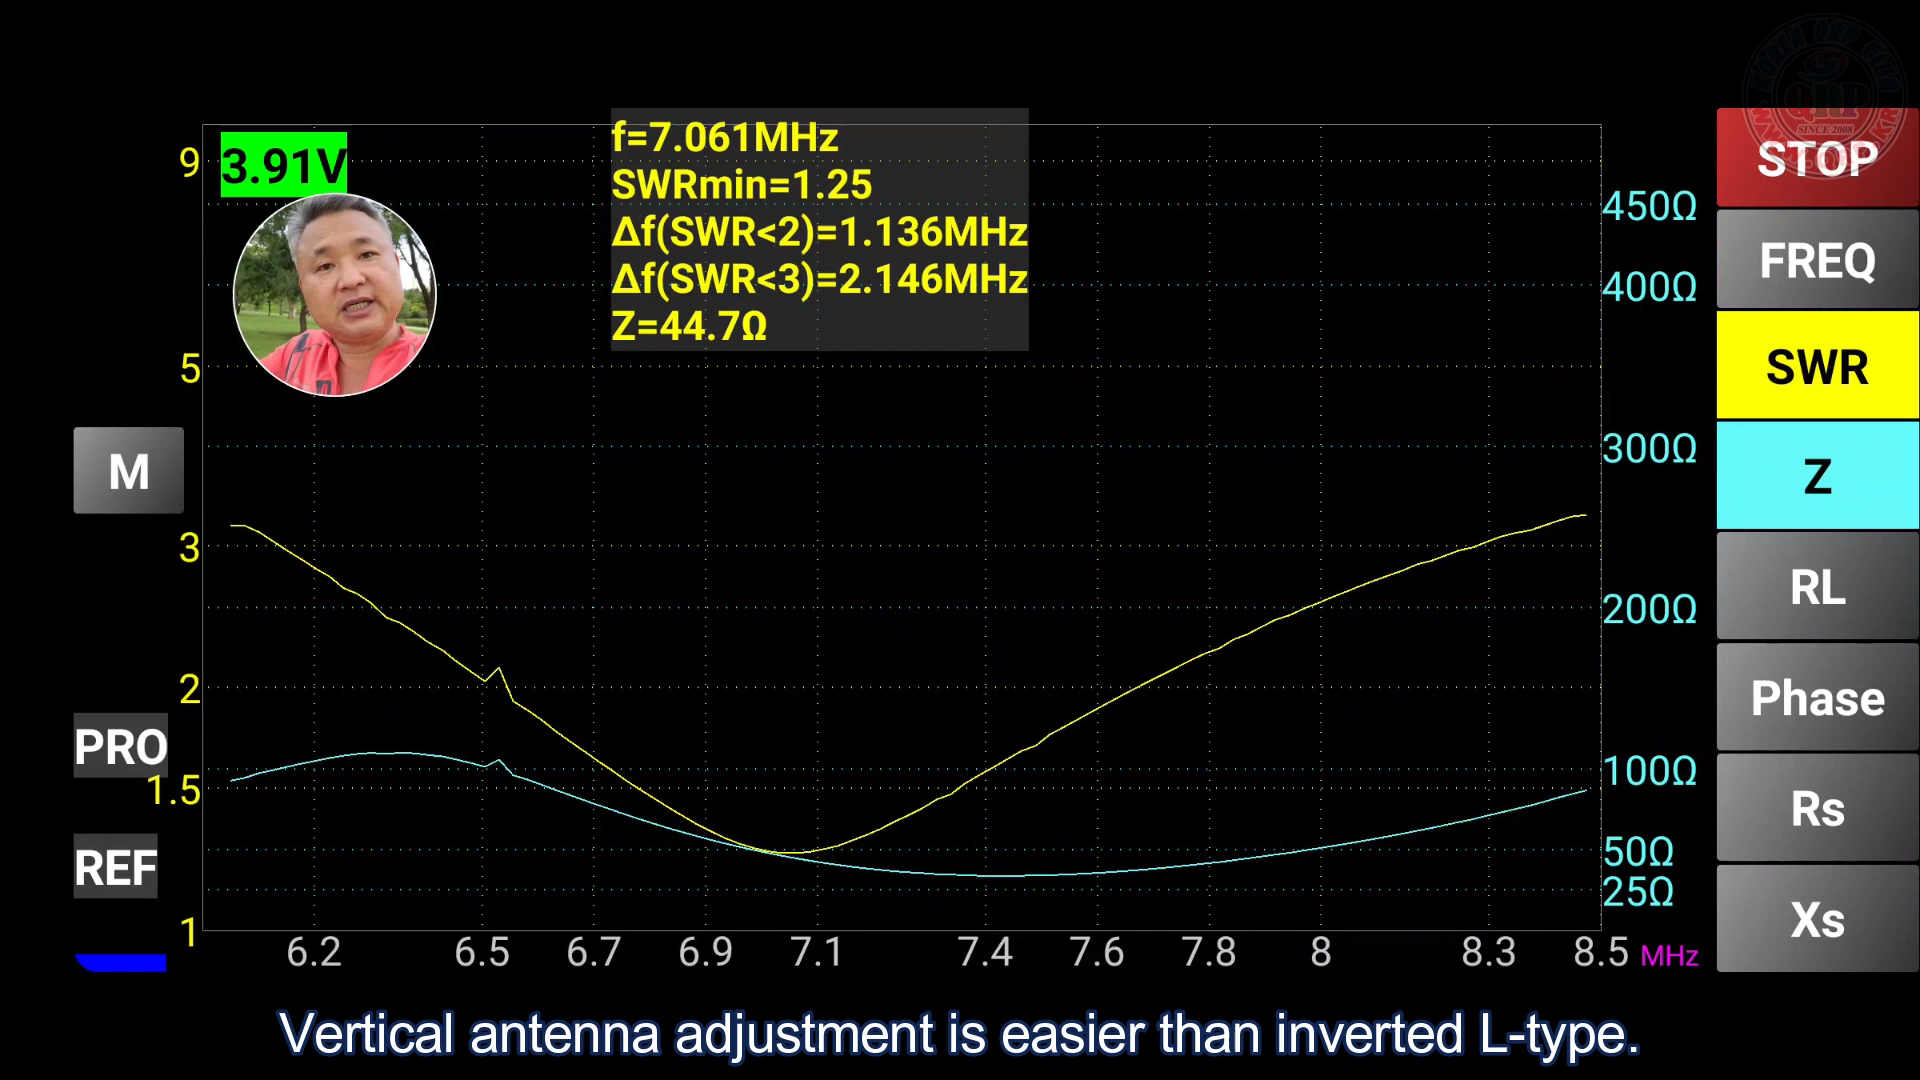 3.91V
f=7.061MHz
SWRmin=1.25
Δf(SWR<2)=1.136MHz
Δf(SWR<3)=2.146MHz
Z=44.7Ω
9
5
3
2
1.5
1
M
PRO
REF
450Ω
400Ω
300Ω
200Ω
100Ω
50Ω
25Ω
6.2 6.5 6.7 6.9 7.1 7.4 7.6 7.8 8 8.3 8.5 MHz
QRP
SINCE 2008
STOP
FREQ
SWR
Z
RL
Phase
Rs
Xs
Vertical antenna adjustment is easier than inverted L-type.